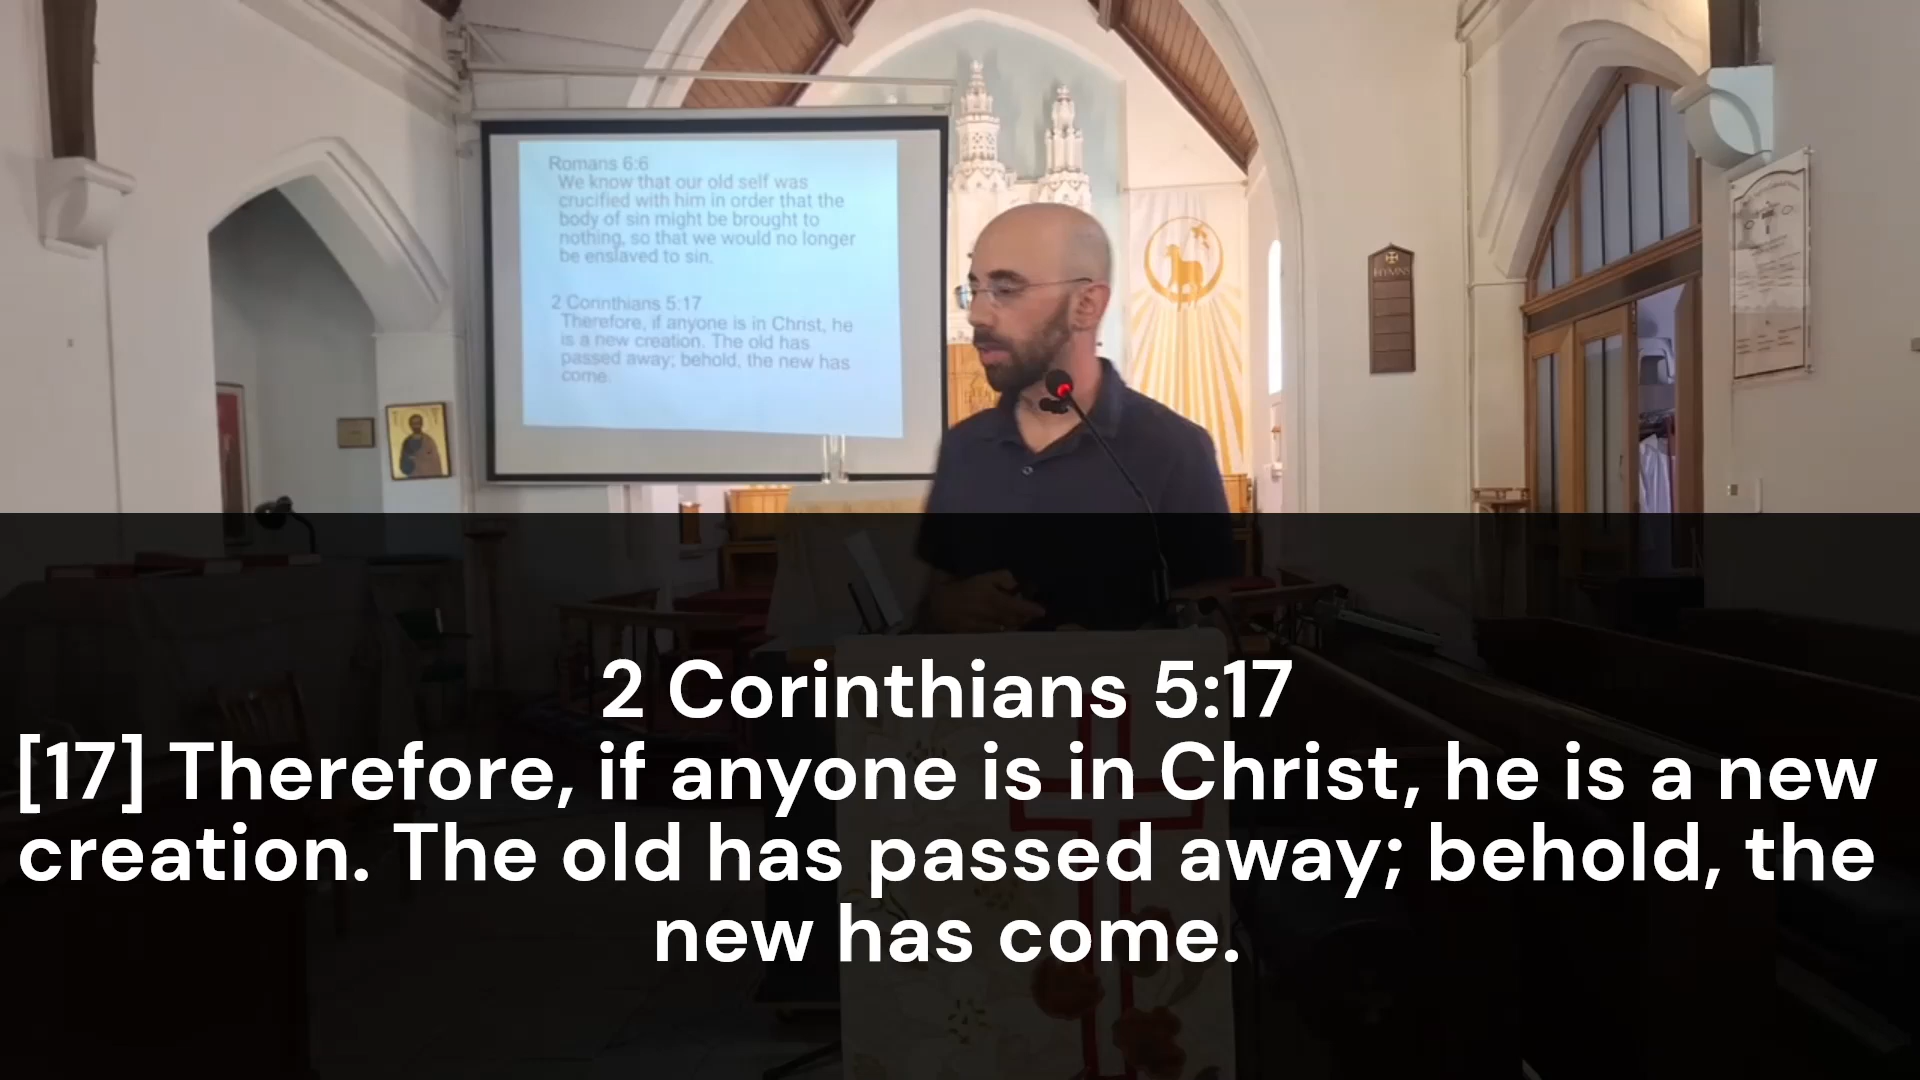 Romans 6:6
We know that our old self was
crucified with him in order that the
body of sin might be brought to
nothing, so that we would no longer
be enslaved to sin.
2 Corinthians 5:17
Therefore, if anyone is in Christ, he
is a new creation. The old has
passed away; behold, the new has
come.
HYMNS
2 Corinthians 5:17
[17] Therefore, if anyone is in Christ, he is a new
creation. The old has passed away; behold, the
new has come.